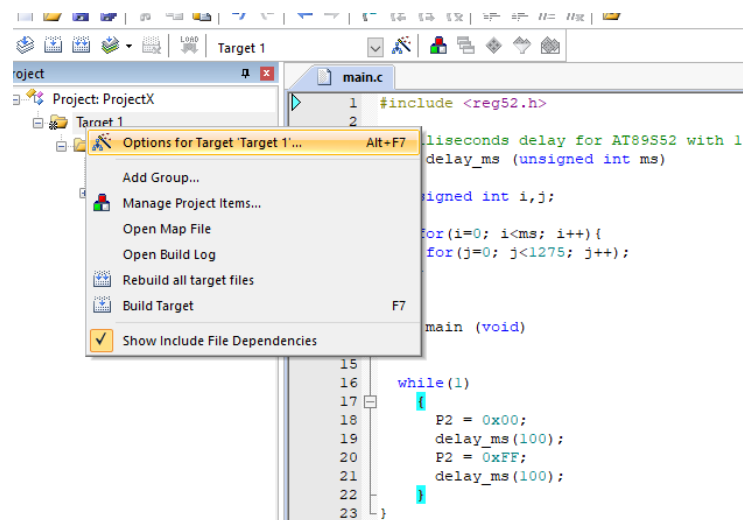 LOAD
Target 1
roject
Project: ProjectX
Target 1
Options for Target 'Target 1'... Alt+F7
Add Group...
Manage Project Items...
Open Map File
Open Build Log
Rebuild all target files
Build Target F7
Show Include File Dependencies
main.c
1 #include <reg52.h>
2
lliseconds delay for AT89S52 with 1
delay_ms (unsigned int ms)
signed int i,j;
for(i=0; i<ms; i++){
for(j=0; j<1275; j++);
main (void)
15
16 while(1)
17 {
18 P2 = 0x00;
19 delay_ms(100);
20 P2 = 0xFF;
21 delay_ms(100);
22 }
23 }